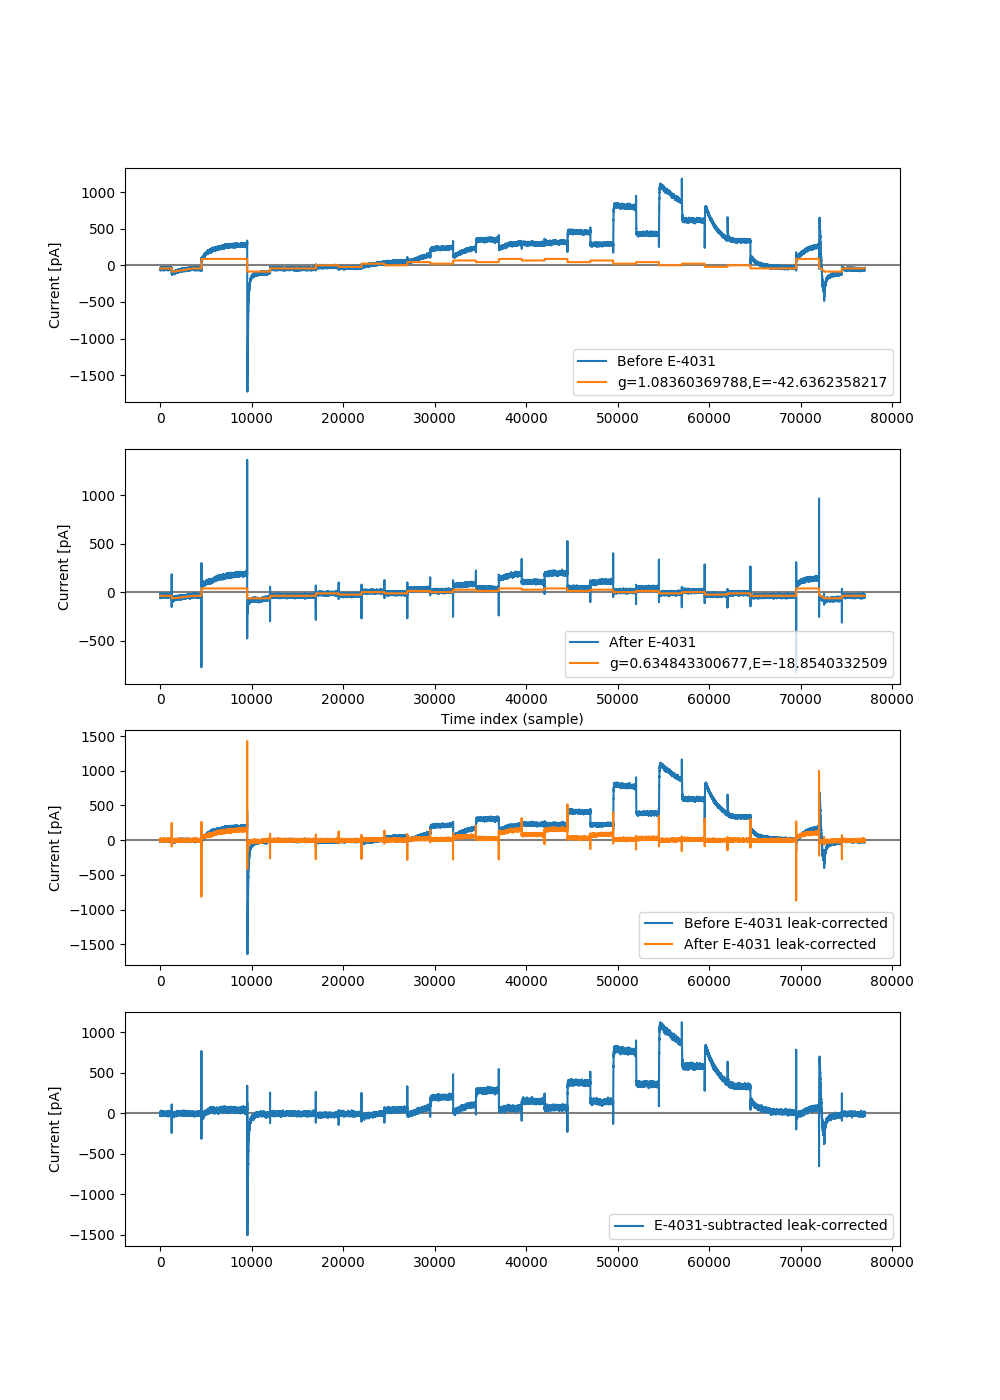 1000
500
0
−500
−1000
−1500
Current [pA]
Before E-4031
g=1.08360369788,E=-42.6362358217
0 10000 20000 30000 40000 50000 60000 70000 80000
1000
500
0
−500
Current [pA]
After E-4031
g=0.634843300677,E=-18.8540332509
0 10000 20000 30000 40000 50000 60000 70000 80000
Time index (sample)
1500
1000
500
0
−500
−1000
−1500
Current [pA]
Before E-4031 leak-corrected
After E-4031 leak-corrected
0 10000 20000 30000 40000 50000 60000 70000 80000
1000
500
0
−500
−1000
−1500
Current [pA]
E-4031-subtracted leak-corrected
0 10000 20000 30000 40000 50000 60000 70000 80000